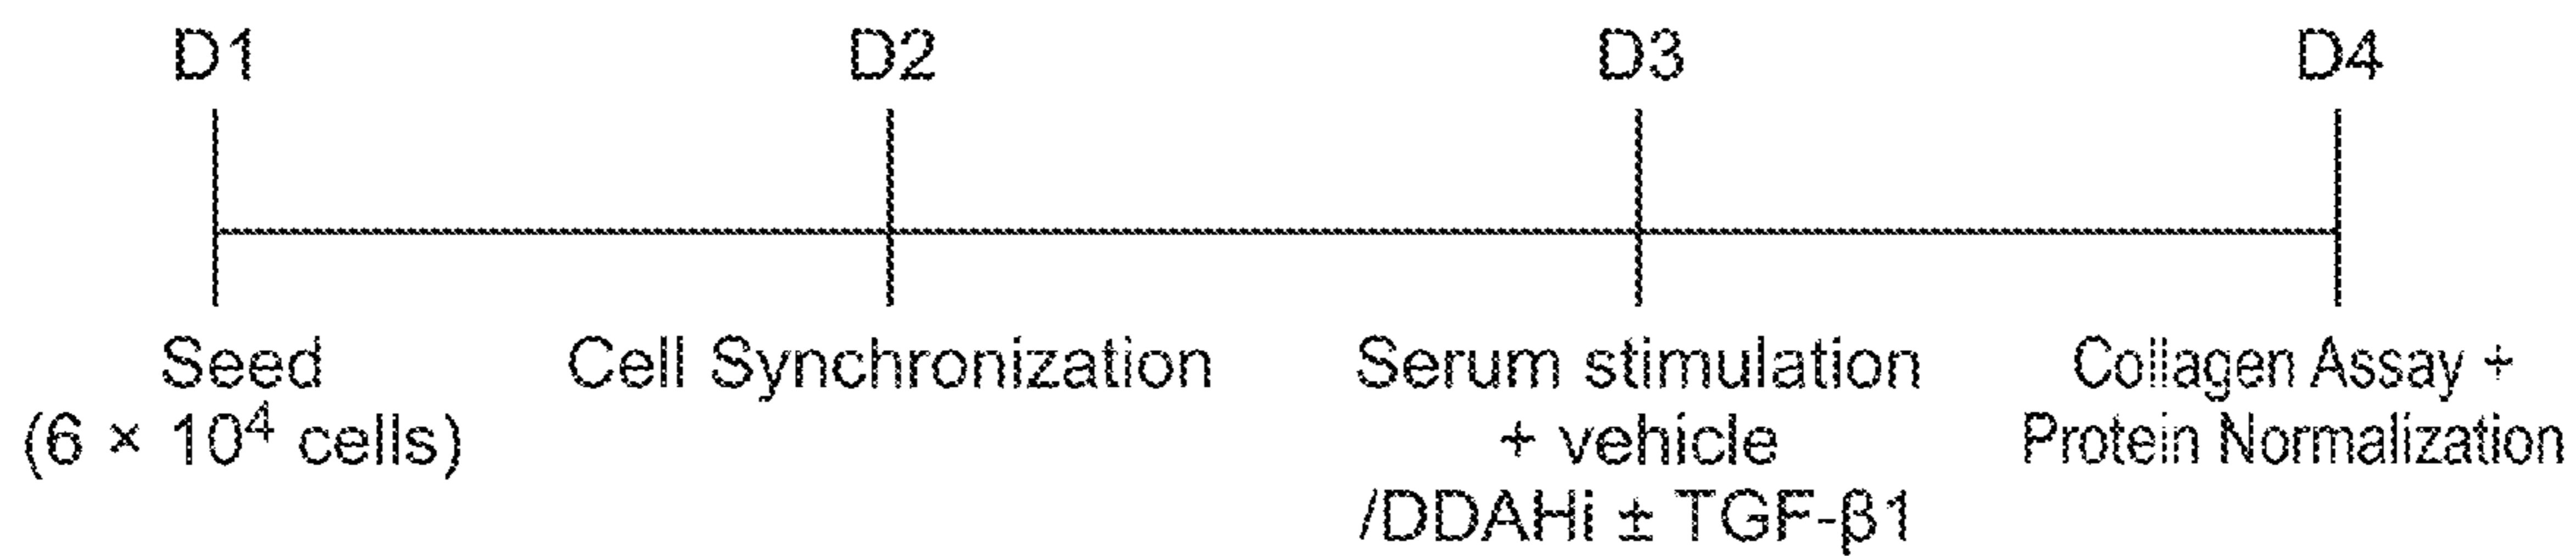 D1
D2
D3
D4
Seed
(6 × 10⁴ cells)
Cell Synchronization
Serum stimulation
+ vehicle
/DDAHi ± TGF-β1
Collagen Assay +
Protein Normalization